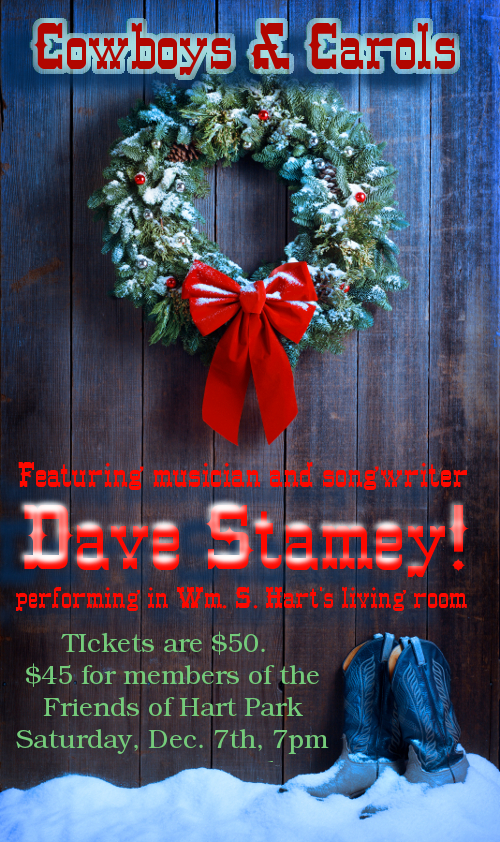 Cowboys & Carols
Featuring musician and songwriter
Dave Stamey!
performing in Wm. S. Hart's living room
TIckets are $50.
$45 for members of the
Friends of Hart Park
Saturday, Dec. 7th, 7pm